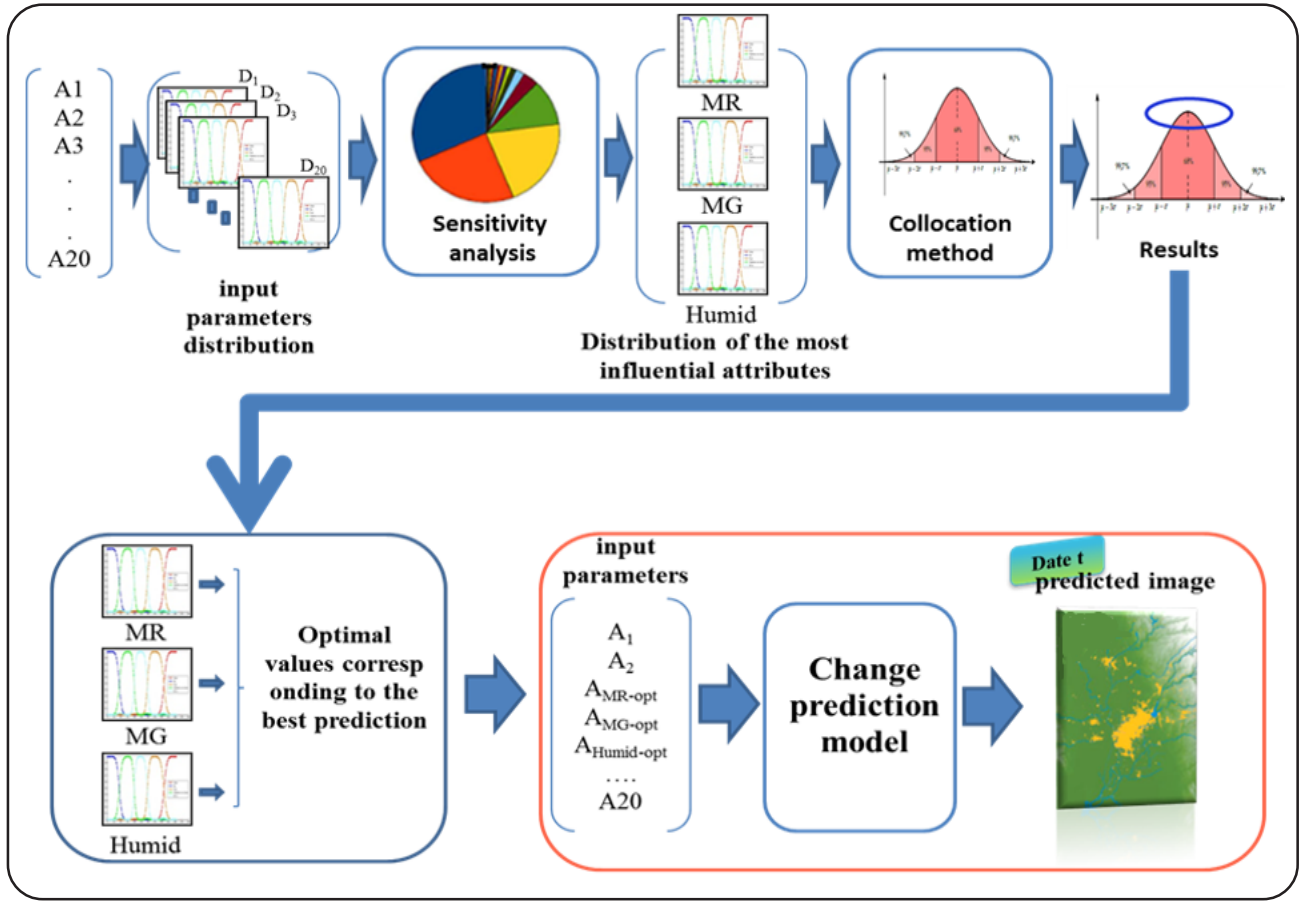 A1
A2
A3
.
.
.
A20
D1
D2
D3
D20
input
parameters
distribution
Sensitivity
analysis
MR
MG
Humid
Distribution of the most
influential attributes
Collocation
method
Results
MR
MG
Humid
Optimal
values corresp
onding to the
best prediction
input
parameters
A1
A2
AMR-opt
AMG-opt
AHumid-opt
....
A20
Change
prediction
model
Date t
predicted image